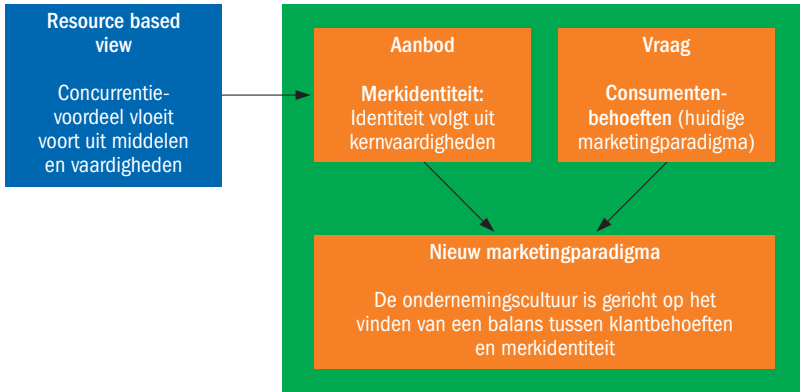 Resource based
view
Concurrentie-
voordeel vloeit
voort uit middelen
en vaardigheden
Aanbod
Merkidentiteit:
Identiteit volgt uit
kernvaardigheden
Vraag
Consumenten-
behoeften (huidige
marketingparadigma)
Nieuw marketingparadigma
De ondernemingscultuur is gericht op het
vinden van een balans tussen klantbehoeften
en merkidentiteit